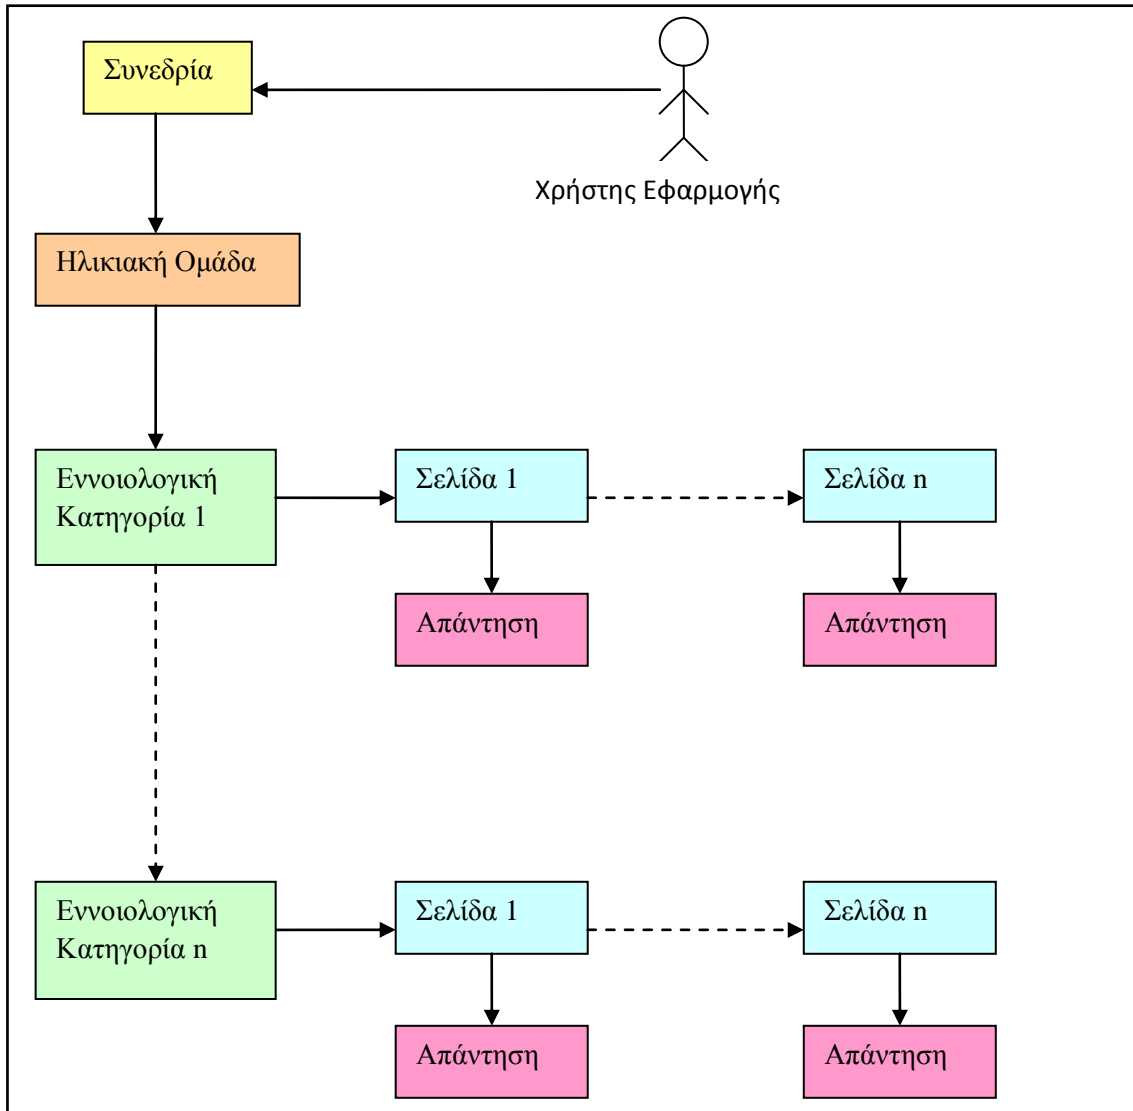 Συνεδρία
Χρήστης Εφαρμογής
Ηλικιακή Ομάδα
Εννοιολογική
Κατηγορία 1
Σελίδα 1
Σελίδα n
Απάντηση
Απάντηση
Εννοιολογική
Κατηγορία n
Σελίδα 1
Σελίδα n
Απάντηση
Απάντηση